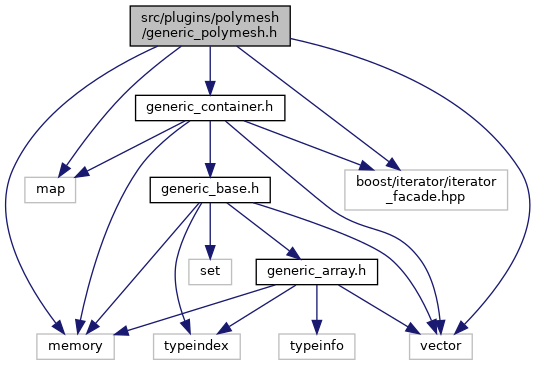 src/plugins/polymesh
/generic_polymesh.h
generic_container.h
map
generic_base.h
boost/iterator/iterator
_facade.hpp
set
generic_array.h
memory
typeindex
typeinfo
vector